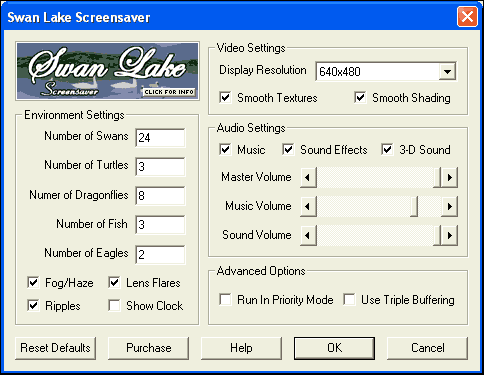 Swan Lake Screensaver
Swan Lake
Screensaver
CLICK FOR INFO
Environment Settings
Number of Swans 24
Number of Turtles 3
Numer of Dragonflies 8
Number of Fish 3
Number of Eagles 2
Fog/Haze Lens Flares
Ripples Show Clock
Video Settings
Display Resolution 640x480
Smooth Textures Smooth Shading
Audio Settings
Music Sound Effects 3-D Sound
Master Volume
Music Volume
Sound Volume
Advanced Options
Run In Priority Mode Use Triple Buffering
Reset Defaults Purchase Help OK Cancel